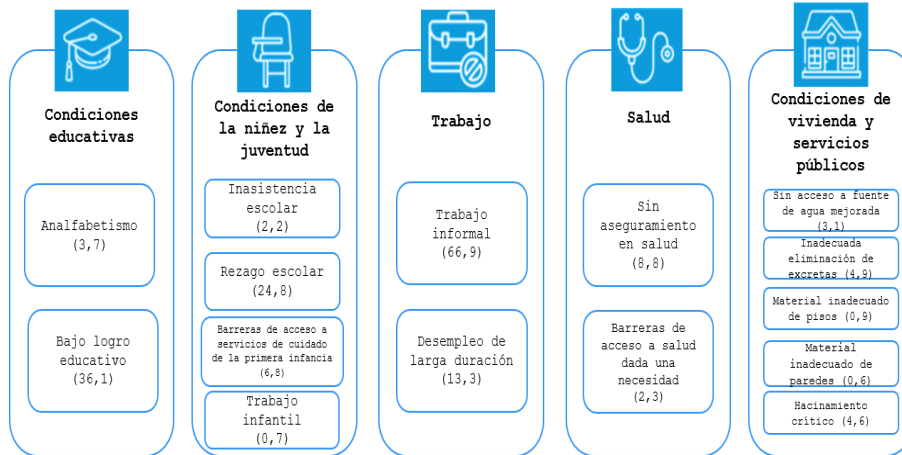 Condiciones
educativas
Analfabetismo
(3,7)
Bajo logro
educativo
(36,1)
Condiciones de
la niñez y la
juventud
Inasistencia
escolar
(2,2)
Rezago escolar
(24,8)
Barreras de acceso a
servicios de cuidado
de la primera infancia
(6,8)
Trabajo
infantil
(0,7)
Trabajo
Trabajo
informal
(66,9)
Desempleo de
larga duración
(13,3)
Salud
Sin
aseguramiento
en salud
(8,8)
Barreras de
acceso a salud
dada una
necesidad
(2,3)
Condiciones de
vivienda y
servicios
públicos
Sin acceso a fuente
de agua mejorada
(3,1)
Inadecuada
eliminación de
excretas (4,9)
Material inadecuado
de pisos (0,9)
Material
inadecuado de
paredes (0,6)
Hacinamiento
crítico (4,6)